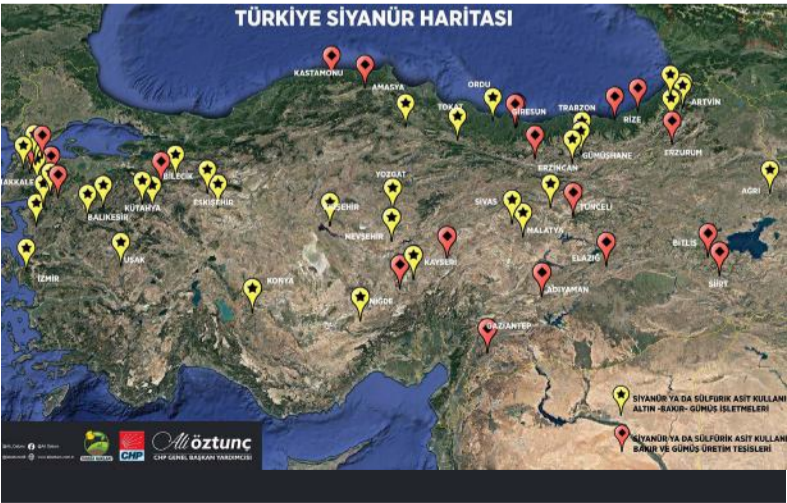 TÜRKİYE SİYANÜR HARİTASI
KASTAMONU
AMASYA
ORDU
TOKAT
GİRESUN
TRABZON
RİZE
ARTVİN
ERZİNCAN
GÜMÜŞHANE
ERZURUM
AKKALE
BİLECİK
BALIKESİR
KÜTAHYA
ESKİŞEHİR
YOZGAT
ŞEHİR
NEVŞEHİR
SİVAS
MALATYA
TUNCELİ
AĞRI
İZMİR
UŞAK
KONYA
KAYSERİ
NİĞDE
ELAZIĞ
ADIYAMAN
BİTLİS
SİİRT
GAZİANTEP
SİYANÜR YA DA SÜLFÜRİK ASİT KULLANI
ALTIN -BAKIR- GÜMÜŞ İŞLETMELERİ
SİYANÜR YA DA SÜLFÜRİK ASİT KULLANI
BAKIR VE GÜMÜŞ ÜRETİM TESİSLERİ
CHP
Ali öztunç
CHP GENEL BAŞKAN YARDIMCISI